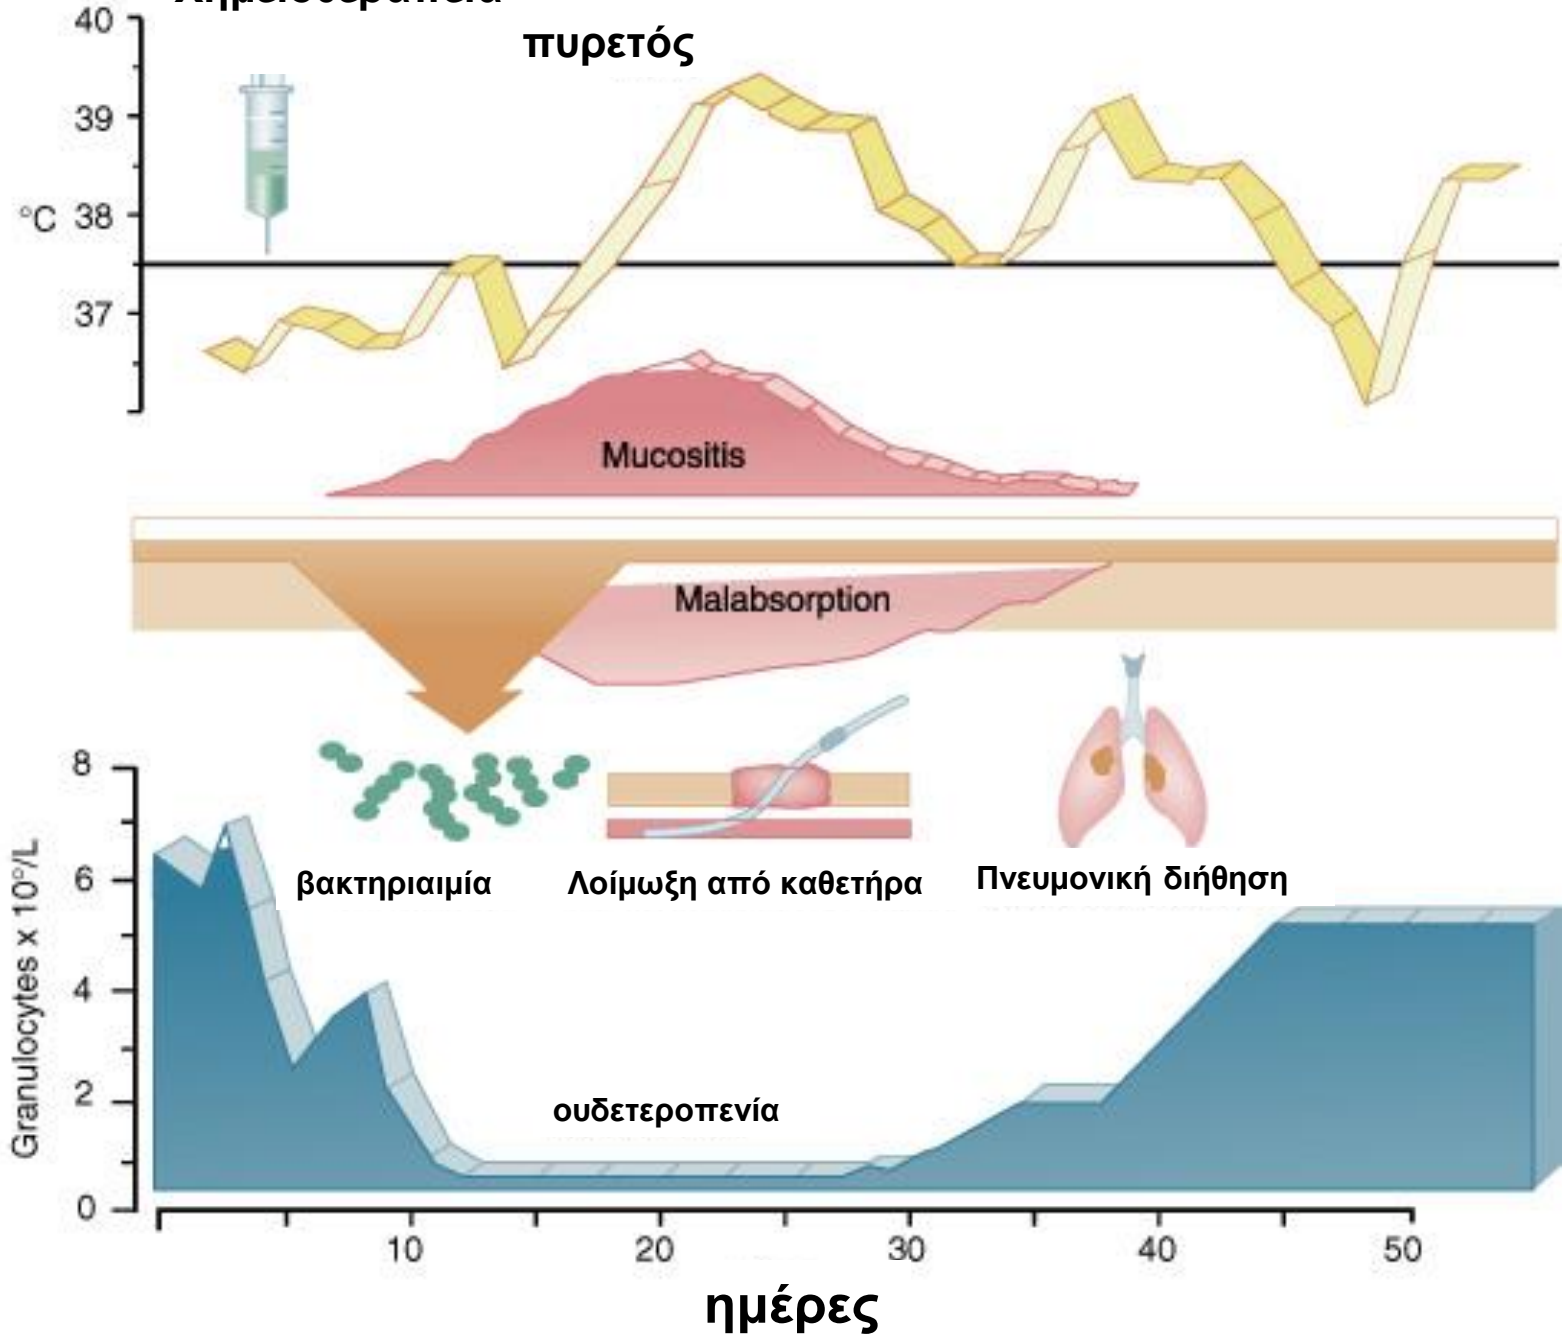 πυρετός
40
39
°C 38
37
Mucositis
Malabsorption
8
6
4
2
0
Granulocytes x 10⁹/L
βακτηριαιμία
Λοίμωξη από καθετήρα
Πνευμονική διήθηση
ουδετεροπενία
10 20 30 40 50
ημέρες